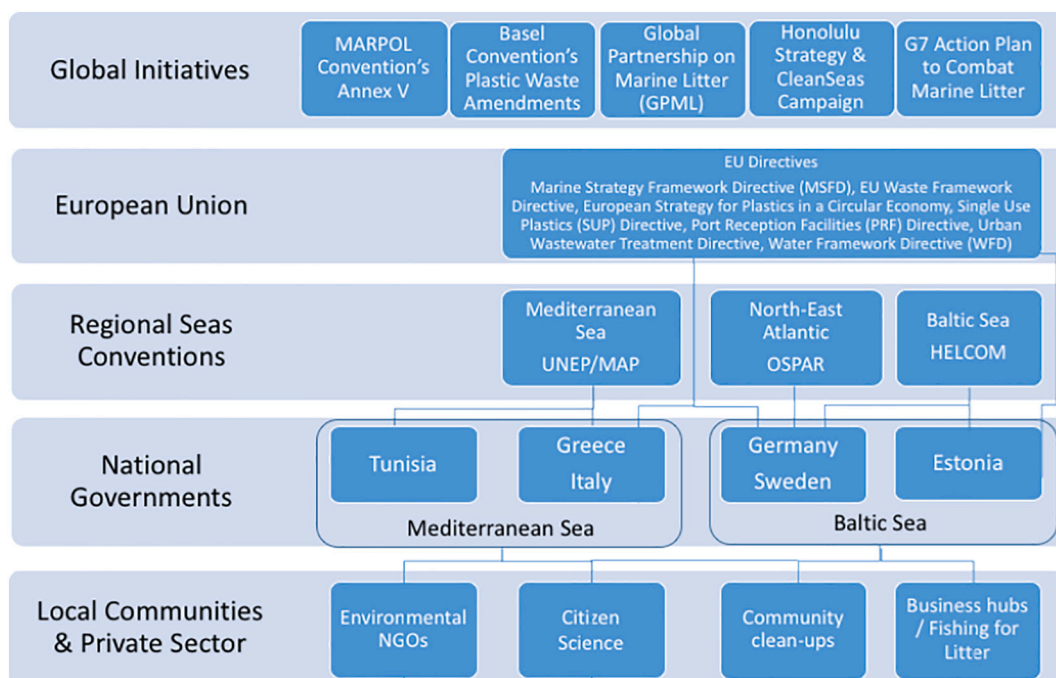 Global Initiatives
MARPOL
Convention's
Annex V
Basel
Convention's
Plastic Waste
Amendments
Global
Partnership on
Marine Litter
(GPML)
Honolulu
Strategy &
CleanSeas
Campaign
G7 Action Plan
to Combat
Marine Litter
European Union
EU Directives
Marine Strategy Framework Directive (MSFD), EU Waste Framework
Directive, European Strategy for Plastics in a Circular Economy, Single Use
Plastics (SUP) Directive, Port Reception Facilities (PRF) Directive, Urban
Wastewater Treatment Directive, Water Framework Directive (WFD)
Regional Seas
Conventions
Mediterranean
Sea
UNEP/MAP
North-East
Atlantic
OSPAR
Baltic Sea
HELCOM
National
Governments
Tunisia
Greece
Italy
Germany
Sweden
Estonia
Mediterranean Sea
Baltic Sea
Local Communities
& Private Sector
Environmental
NGOs
Citizen
Science
Community
clean-ups
Business hubs
/ Fishing for
Litter